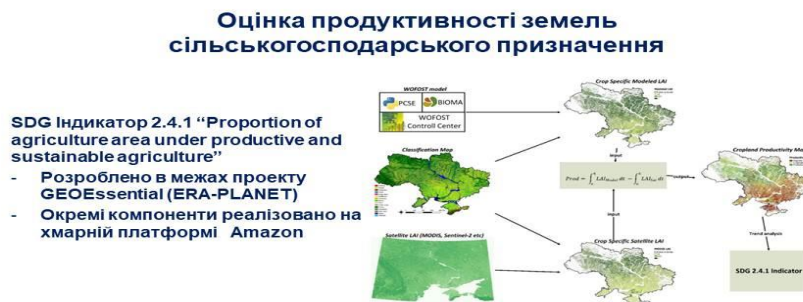 Оцінка продуктивності земель
сільськогосподарського призначення
SDG Індикатор 2.4.1 “Proportion of
agriculture area under productive and
sustainable agriculture”
- Розроблено в межах проекту
GEOEssential (ERA-PLANET)
- Окремі компоненти реалізовано на
хмарній платформі Amazon
WOFOST model
PCSE
BIOMA
WOFOST
Controll Center
Crop Specific Modeled LAI
Classification Map
Input
output
Cropland Productivity Ma
Input
Trend analysis
Satellite LAI (MODIS, Sentinel-2 etc)
Crop Specific Satellite LAI
SDG 2.4.1 Indicator